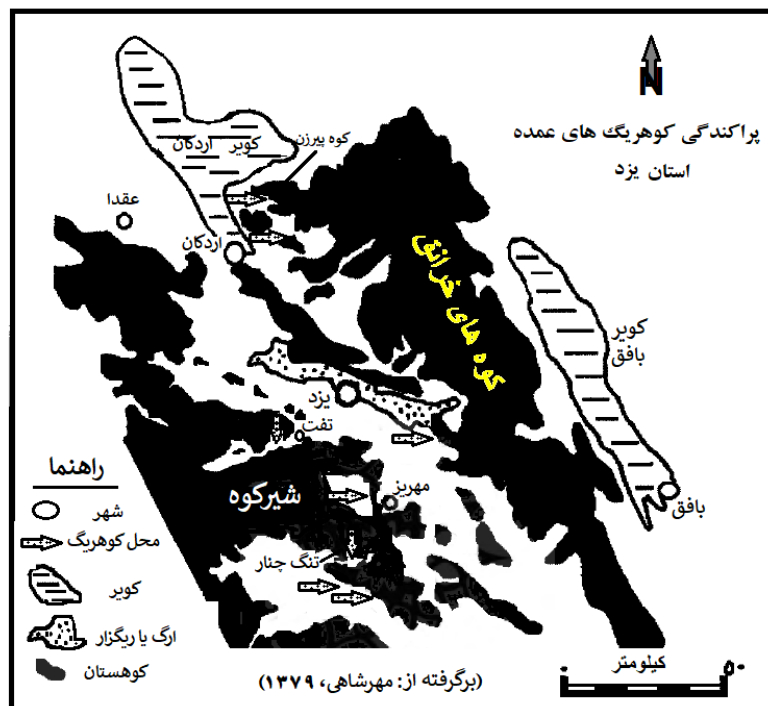 N
پراکندگی کوهریگ های عمده
استان یزد
کویر اردکان
کوه پیرزن
عقدا
اردکان
کوه های خرانق
کویر
بافق
یزد
تفت
شیرکوه
مهریز
بافق
تنگ چنار
راهنما
شهر
محل کوهریگ
کویر
ارگ یا ریگزار
کوهستان
(برگرفته از: مهرشاهی، ۱۳۷۹)
۰ کیلومتر ۵۰